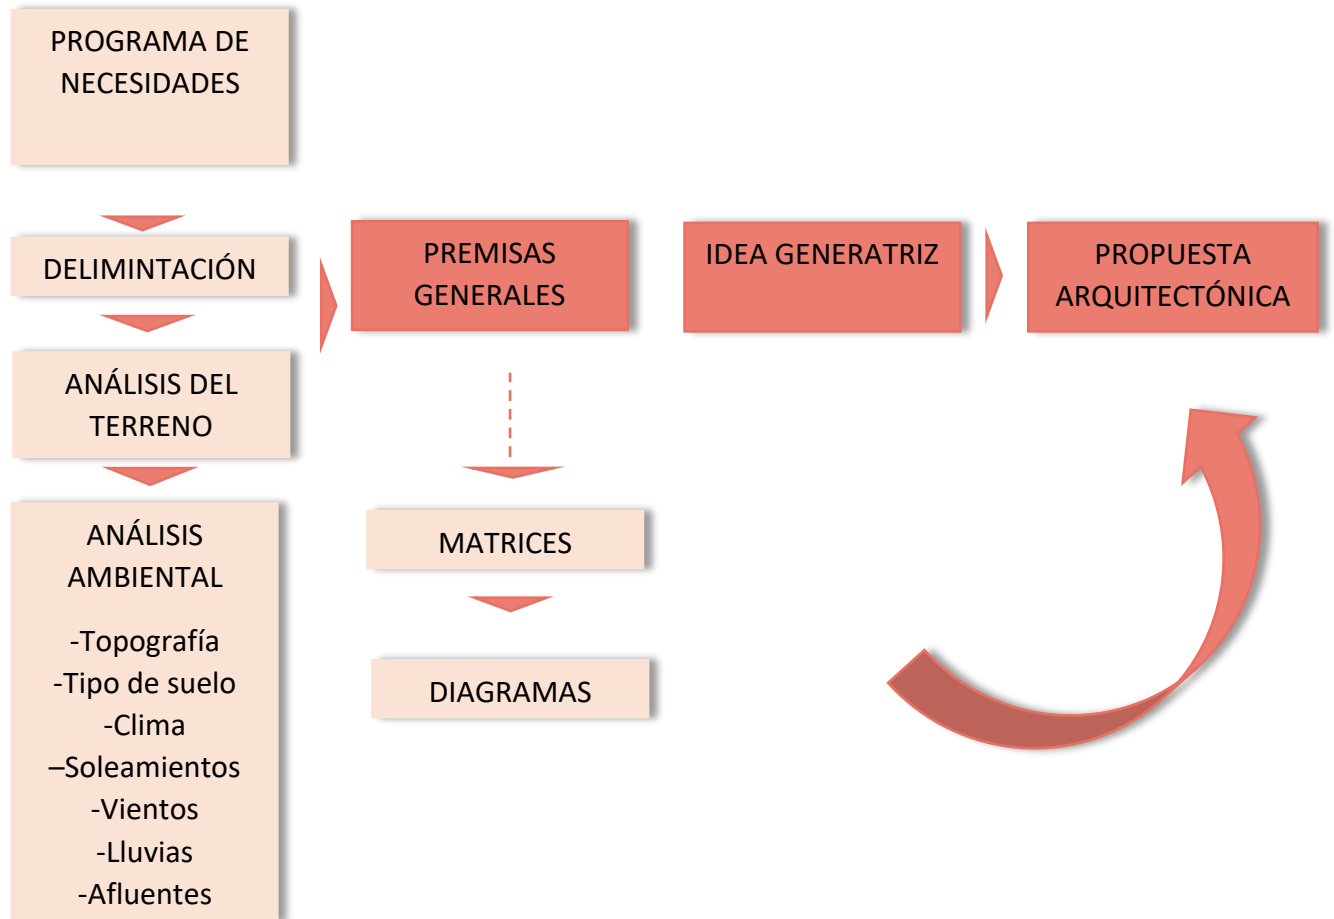 PROGRAMA DE
NECESIDADES
DELIMINTACIÓN
ANÁLISIS DEL
TERRENO
ANÁLISIS
AMBIENTAL
-Topografía
-Tipo de suelo
-Clima
–Soleamientos
-Vientos
-Lluvias
-Afluentes
PREMISAS
GENERALES
MATRICES
DIAGRAMAS
IDEA GENERATRIZ
PROPUESTA
ARQUITECTÓNICA